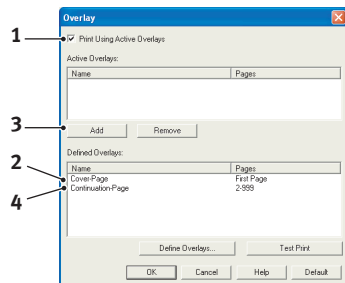 Overlay
1
Print Using Active Overlays
Active Overlays:
Name Pages
3
Add Remove
Defined Overlays:
Name Pages
2
Cover-Page First Page
4
Continuation-Page 2-999
Define Overlays... Test Print
OK Cancel Help Default